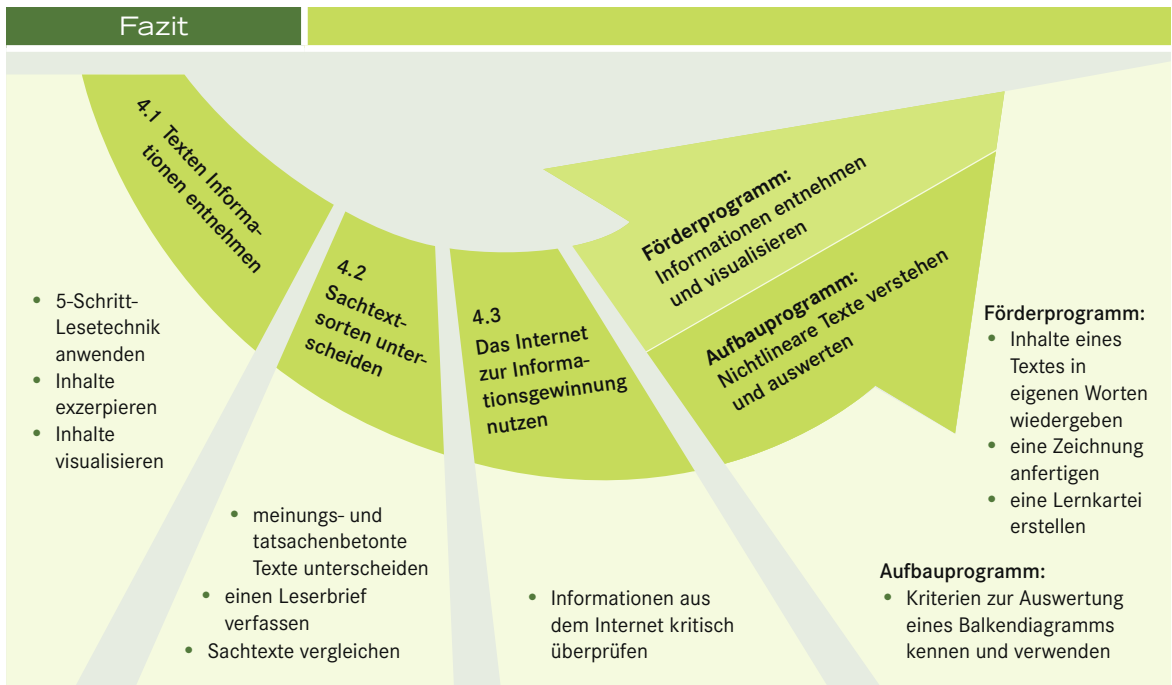 Fazit
4.1 Texten Informa-
tionen entnehmen
• 5-Schritt-
Lesetechnik
anwenden
• Inhalte
exzerpieren
• Inhalte
visualisieren
4.2
Sachtext-
sorten unter-
scheiden
• meinungs- und
tatsachenbetonte
Texte unterscheiden
• einen Leserbrief
verfassen
• Sachtexte vergleichen
4.3
Das Internet
zur Informa-
tionsgewinnung
nutzen
• Informationen aus
dem Internet kritisch
überprüfen
Förderprogramm:
Informationen entnehmen
und visualisieren
Aufbauprogramm:
Nichtlineare Texte verstehen
und auswerten
Förderprogramm:
• Inhalte eines
Textes in
eigenen Worten
wiedergeben
• eine Zeichnung
anfertigen
• eine Lernkartei
erstellen
Aufbauprogramm:
• Kriterien zur Auswertung
eines Balkendiagramms
kennen und verwenden